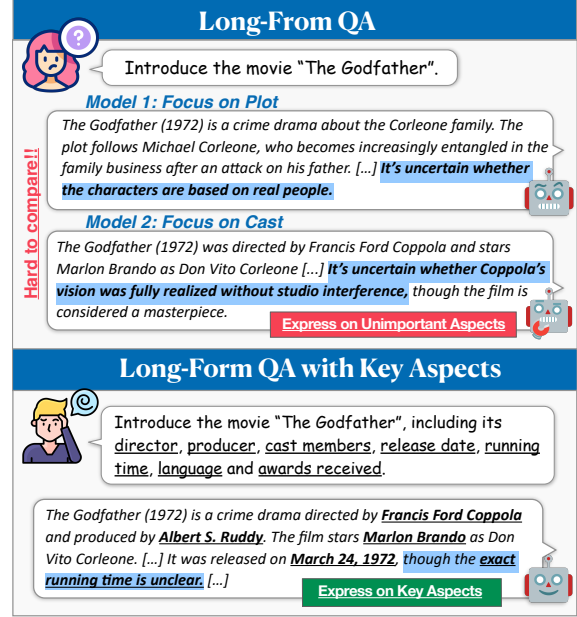 Long-From QA
?
Introduce the movie “The Godfather”.
Model 1: Focus on Plot
The Godfather (1972) is a crime drama about the Corleone family. The
plot follows Michael Corleone, who becomes increasingly entangled in the
family business after an attack on his father. [...] It’s uncertain whether
the characters are based on real people.
Hard to compare!!
Model 2: Focus on Cast
The Godfather (1972) was directed by Francis Ford Coppola and stars
Marlon Brando as Don Vito Corleone [...] It’s uncertain whether Coppola’s
vision was fully realized without studio interference, though the film is
considered a masterpiece.
Express on Unimportant Aspects
Long-Form QA with Key Aspects
Introduce the movie “The Godfather”, including its
director, producer, cast members, release date, running
time, language and awards received.
The Godfather (1972) is a crime drama directed by Francis Ford Coppola
and produced by Albert S. Ruddy. The film stars Marlon Brando as Don
Vito Corleone. [...] It was released on March 24, 1972, though the exact
running time is unclear. [...]
Express on Key Aspects